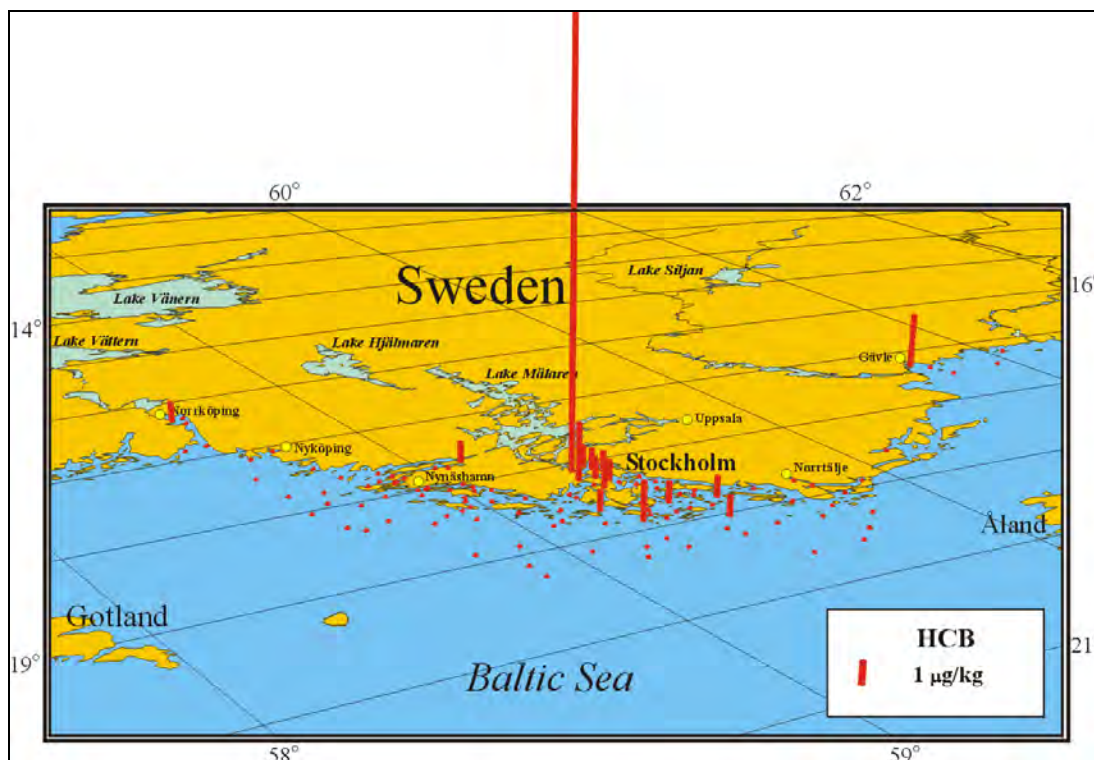 60°
62°
Lake Siljan
Sweden
16°
Lake Vänern
14°
Lake Vättern
Lake Hjälmaren
Gävle
Lake Mälaren
Norrköping
Uppsala
Nyköping
Stockholm
Nynäshamn
Norrtälje
Åland
Gotland
HCB
19°
21
Baltic Sea
1 µg/kg
58°
59°